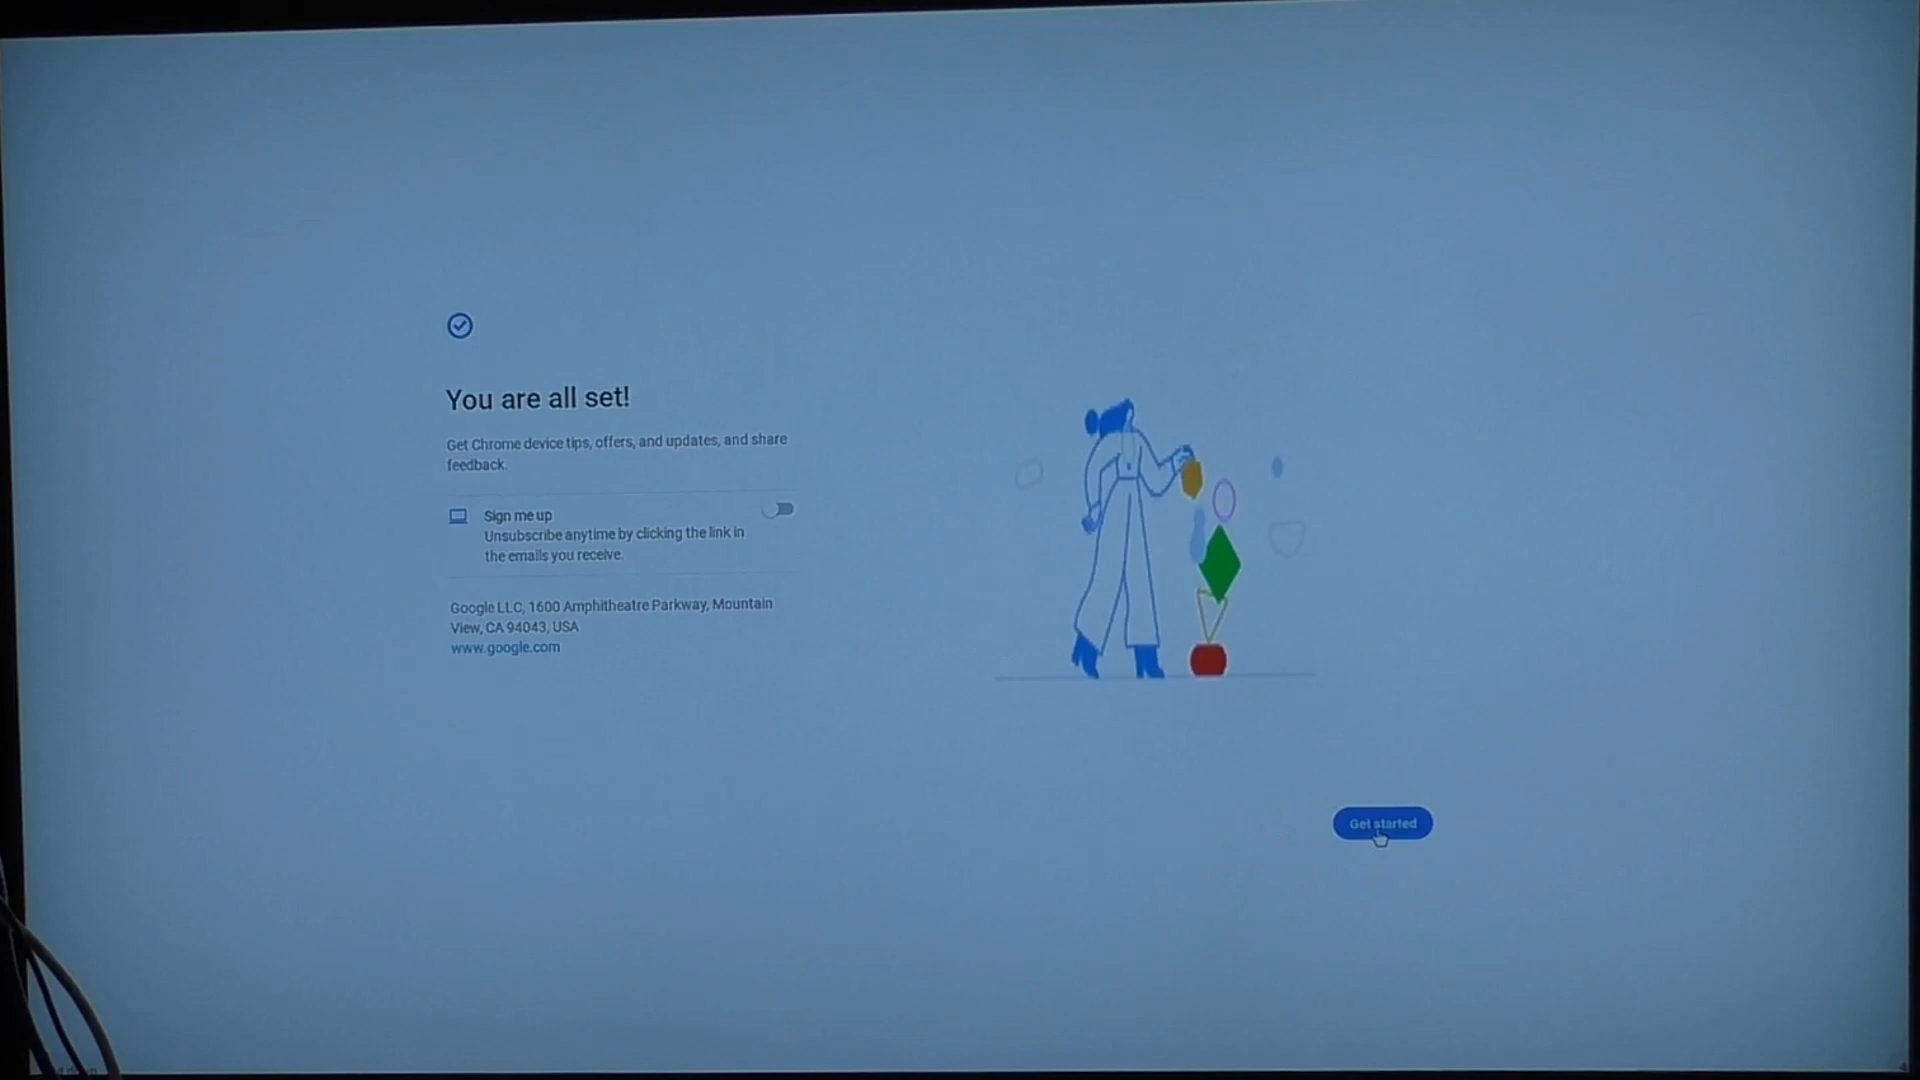 You are all set!
Get Chrome device tips, offers, and updates, and share
feedback.
Sign me up
Unsubscribe anytime by clicking the link in
the emails you receive.
Google LLC, 1600 Amphitheatre Parkway, Mountain
View, CA 94043, USA
www.google.com
Get started